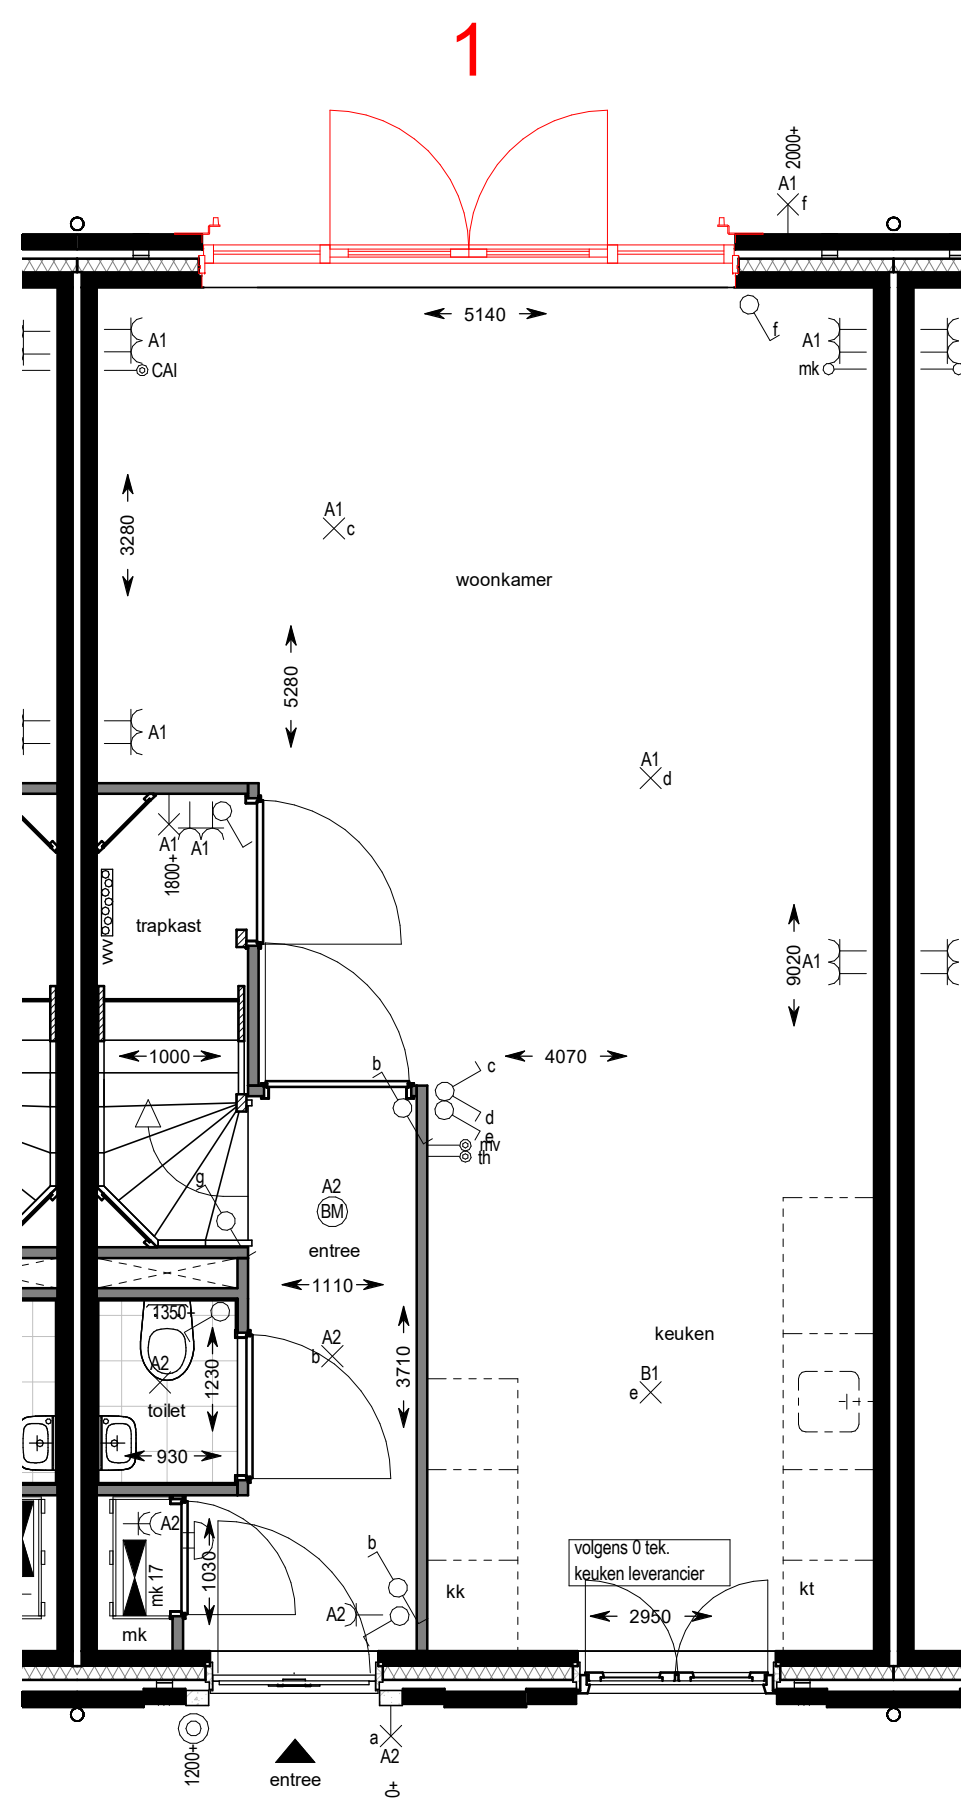 1
2000+
A1
f
5140
f
A1
CAI
A1
mk
3280
A1
c
woonkamer
5280
A1
A1
d
A1
A1
1800+
trapkast
VWV
9020
A1
1000
4070
b
c
d
e
mv
th
g
A2
BM
entree
1110
1350+
A2
b
3710
keuken
A2
1230
B1
e
toilet
930
A2
mk 17
1030
b
volgens 0 tek.
keuken leverancier
kk
kt
A2
2950
mk
a
A2
1200+
entree
0+